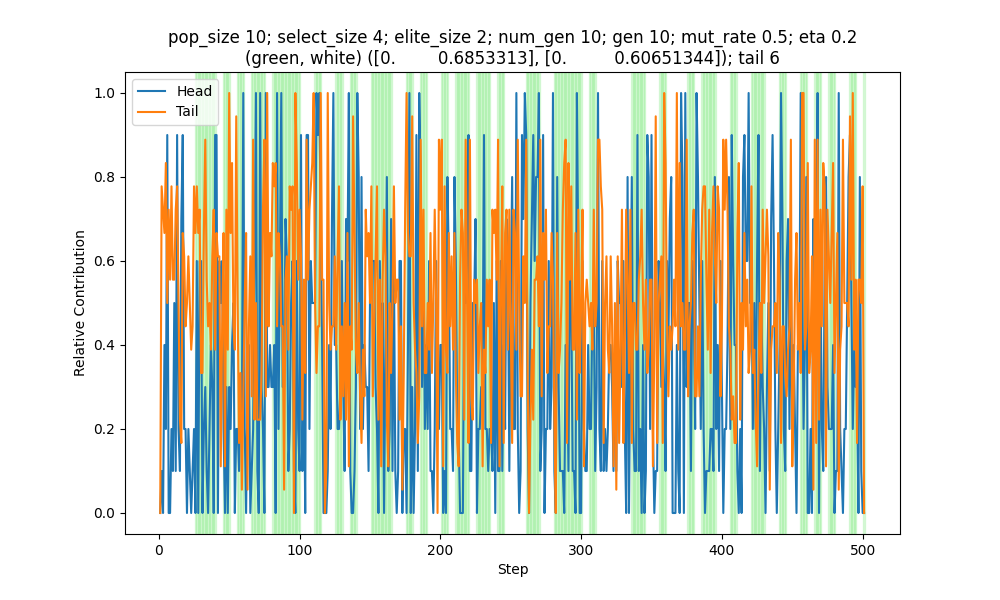 pop_size 10; select_size 4; elite_size 2; num_gen 10; gen 10; mut_rate 0.5; eta 0.2
(green, white) ([0. 0.6853313], [0. 0.60651344]); tail 6
Head
Tail
1.0
0.8
0.6
0.4
0.2
0.0
Relative Contribution
0
100
200
300
400
500
Step